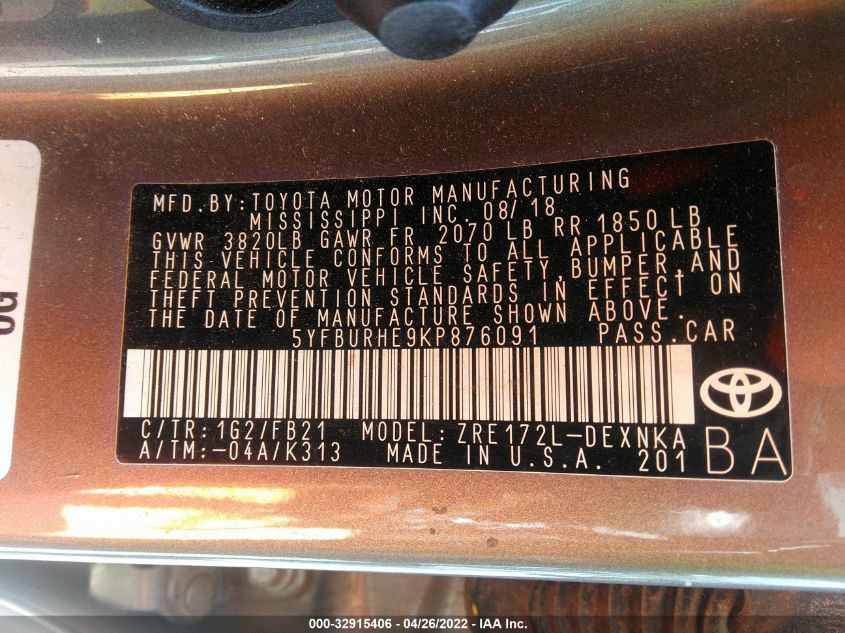 MFD. BY: TOYOTA MOTOR MANUFACTURING
MISSISSIPPI INC. 08/18
GVWR 3820LB GAWR FR 2070 LB RR 1850 LB
THIS VEHICLE CONFORMS TO ALL APPLICABLE
FEDERAL MOTOR VEHICLE SAFETY, BUMPER, AND
THEFT PREVENTION STANDARDS IN EFFECT ON
THE DATE OF MANUFACTURE SHOWN ABOVE.
5YFBURHE9KP876091 PASS. CAR
C/TR: 1G2/FB21 MODEL: ZRE172L-DEXNKA
A/TM: -04A/K313 MADE IN U.S.A. 201
BA
000-32915406 - 04/26/2022 - IAA Inc.